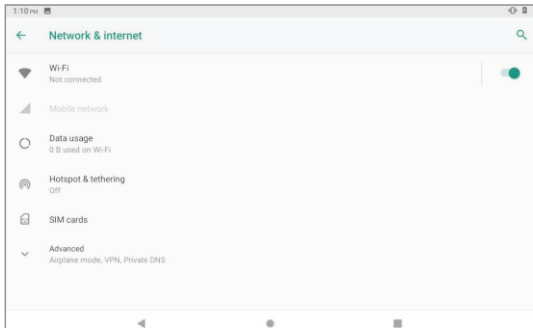 1:10 PM
Network & internet
Wi-Fi
Not connected
Mobile network
Data usage
0 B used on Wi-Fi
Hotspot & tethering
Off
SIM cards
Advanced
Airplane mode, VPN, Private DNS